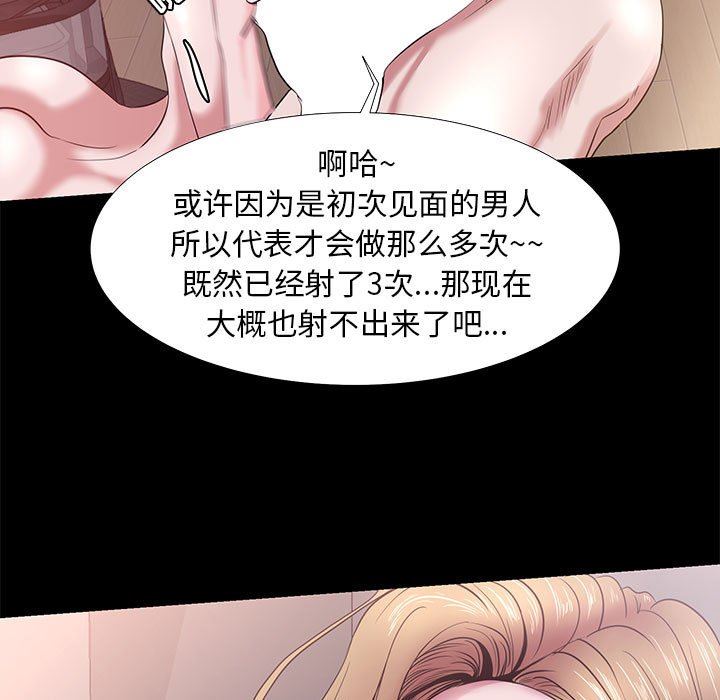 啊哈~
或许因为是初次见面的男人
所以代表才会做那么多次~~
既然已经射了3次...那现在
大概也射不出来了吧...